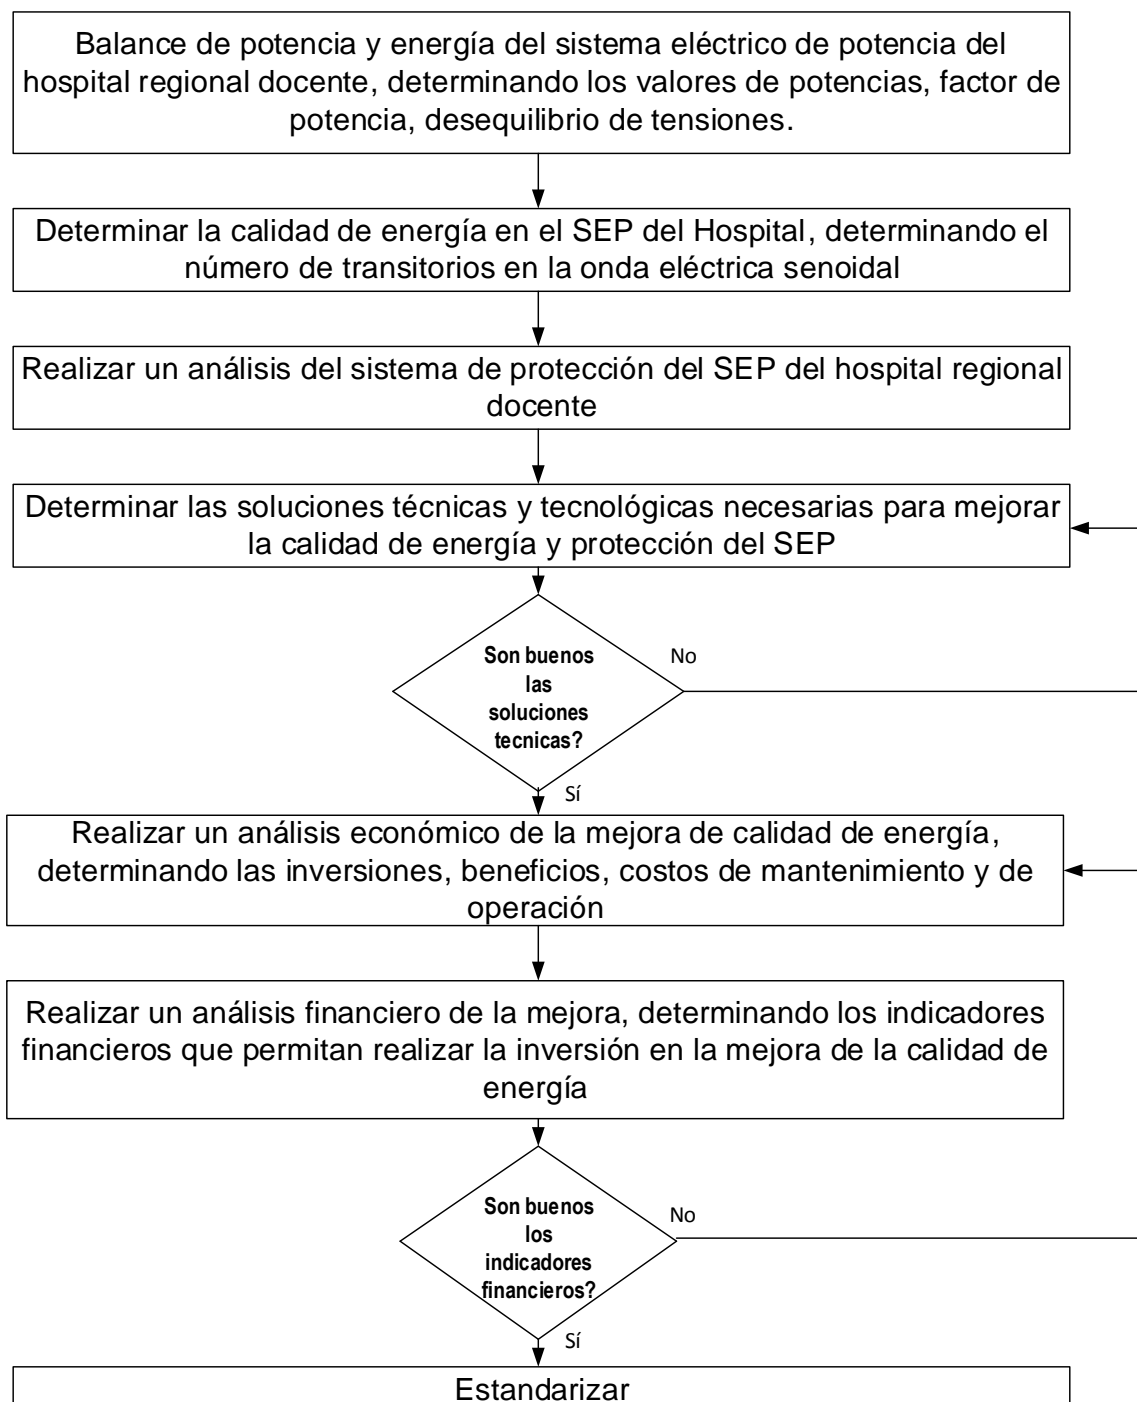 Balance de potencia y energía del sistema eléctrico de potencia del
hospital regional docente, determinando los valores de potencias, factor de
potencia, desequilibrio de tensiones.
Determinar la calidad de energía en el SEP del Hospital, determinando el
número de transitorios en la onda eléctrica senoidal
Realizar un análisis del sistema de protección del SEP del hospital regional
docente
Determinar las soluciones técnicas y tecnológicas necesarias para mejorar
la calidad de energía y protección del SEP
Son buenos
las
soluciones
tecnicas?
No
Sí
Realizar un análisis económico de la mejora de calidad de energía,
determinando las inversiones, beneficios, costos de mantenimiento y de
operación
Realizar un análisis financiero de la mejora, determinando los indicadores
financieros que permitan realizar la inversión en la mejora de la calidad de
energía
Son buenos
los
indicadores
financieros?
No
Sí
Estandarizar